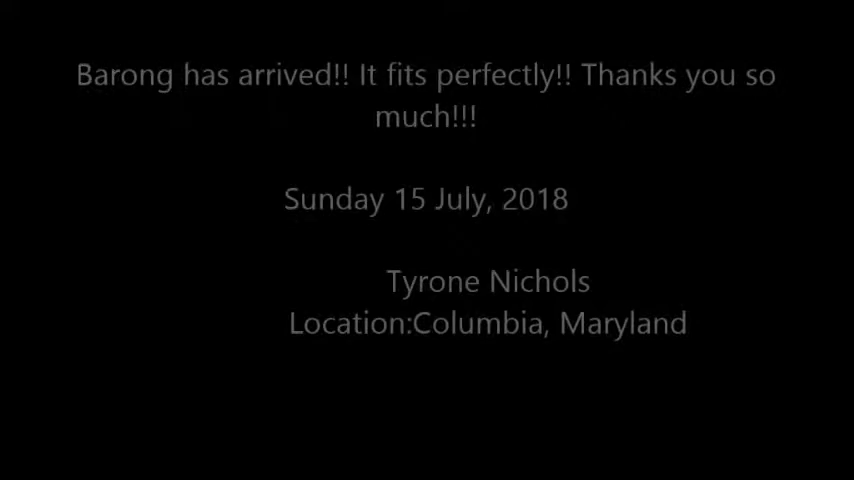 Barong has arrived!! It fits perfectly!! Thanks you so
much!!!
Sunday 15 July, 2018
Tyrone Nichols
Location:Columbia, Maryland